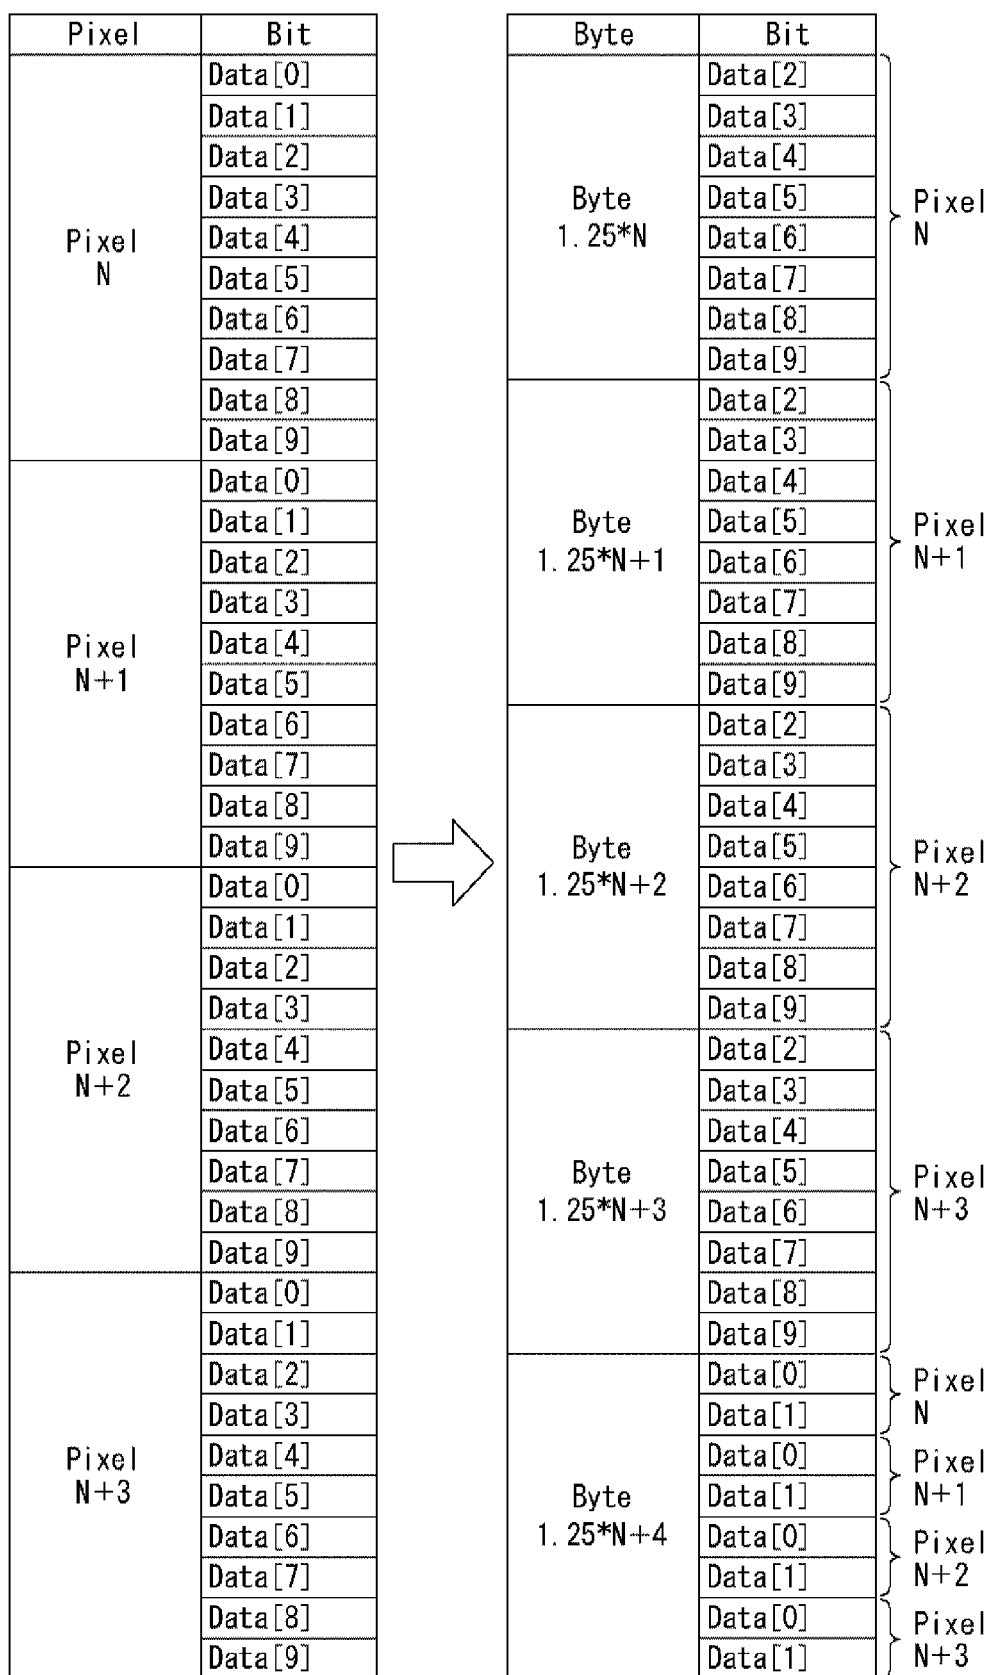 Pixel Bit
Data[0]
Data[1]
Data[2]
Data[3]
Data[4]
Data[5]
Data[6]
Data[7]
Data[8]
Data[9]
Pixel
N
Data[0]
Data[1]
Data[2]
Data[3]
Data[4]
Data[5]
Data[6]
Data[7]
Data[8]
Data[9]
Pixel
N+1
Data[0]
Data[1]
Data[2]
Data[3]
Data[4]
Data[5]
Data[6]
Data[7]
Data[8]
Data[9]
Pixel
N+2
Data[0]
Data[1]
Data[2]
Data[3]
Data[4]
Data[5]
Data[6]
Data[7]
Data[8]
Data[9]
Pixel
N+3
Byte Bit
Byte
1.25*N
Data[2]
Data[3]
Data[4]
Data[5]
Data[6]
Data[7]
Data[8]
Data[9]
Pixel
N
Byte
1.25*N+1
Data[2]
Data[3]
Data[4]
Data[5]
Data[6]
Data[7]
Data[8]
Data[9]
Pixel
N+1
Byte
1.25*N+2
Data[2]
Data[3]
Data[4]
Data[5]
Data[6]
Data[7]
Data[8]
Data[9]
Pixel
N+2
Byte
1.25*N+3
Data[2]
Data[3]
Data[4]
Data[5]
Data[6]
Data[7]
Data[8]
Data[9]
Pixel
N+3
Byte
1.25*N+4
Data[0]
Data[1]
Pixel
N
Data[0]
Data[1]
Pixel
N+1
Data[0]
Data[1]
Pixel
N+2
Data[0]
Data[1]
Pixel
N+3